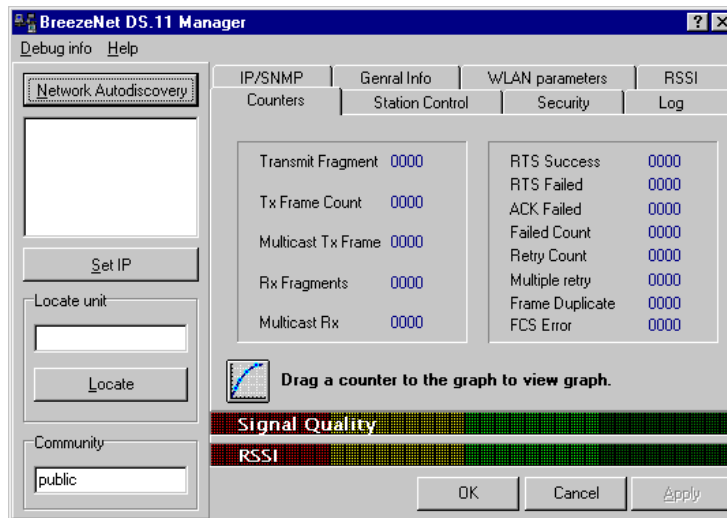 BreezeNet DS.11 Manager
Debug info Help
Network Autodiscovery
Set IP
Locate unit
Locate
Community
public
IP/SNMP Genral Info WLAN parameters RSSI
Counters Station Control Security Log
Transmit Fragment 0000
Tx Frame Count 0000
Multicast Tx Frame 0000
Rx Fragments 0000
Multicast Rx 0000
RTS Success 0000
RTS Failed 0000
ACK Failed 0000
Failed Count 0000
Retry Count 0000
Multiple retry 0000
Frame Duplicate 0000
FCS Error 0000
Drag a counter to the graph to view graph.
Signal Quality
RSSI
OK Cancel Apply